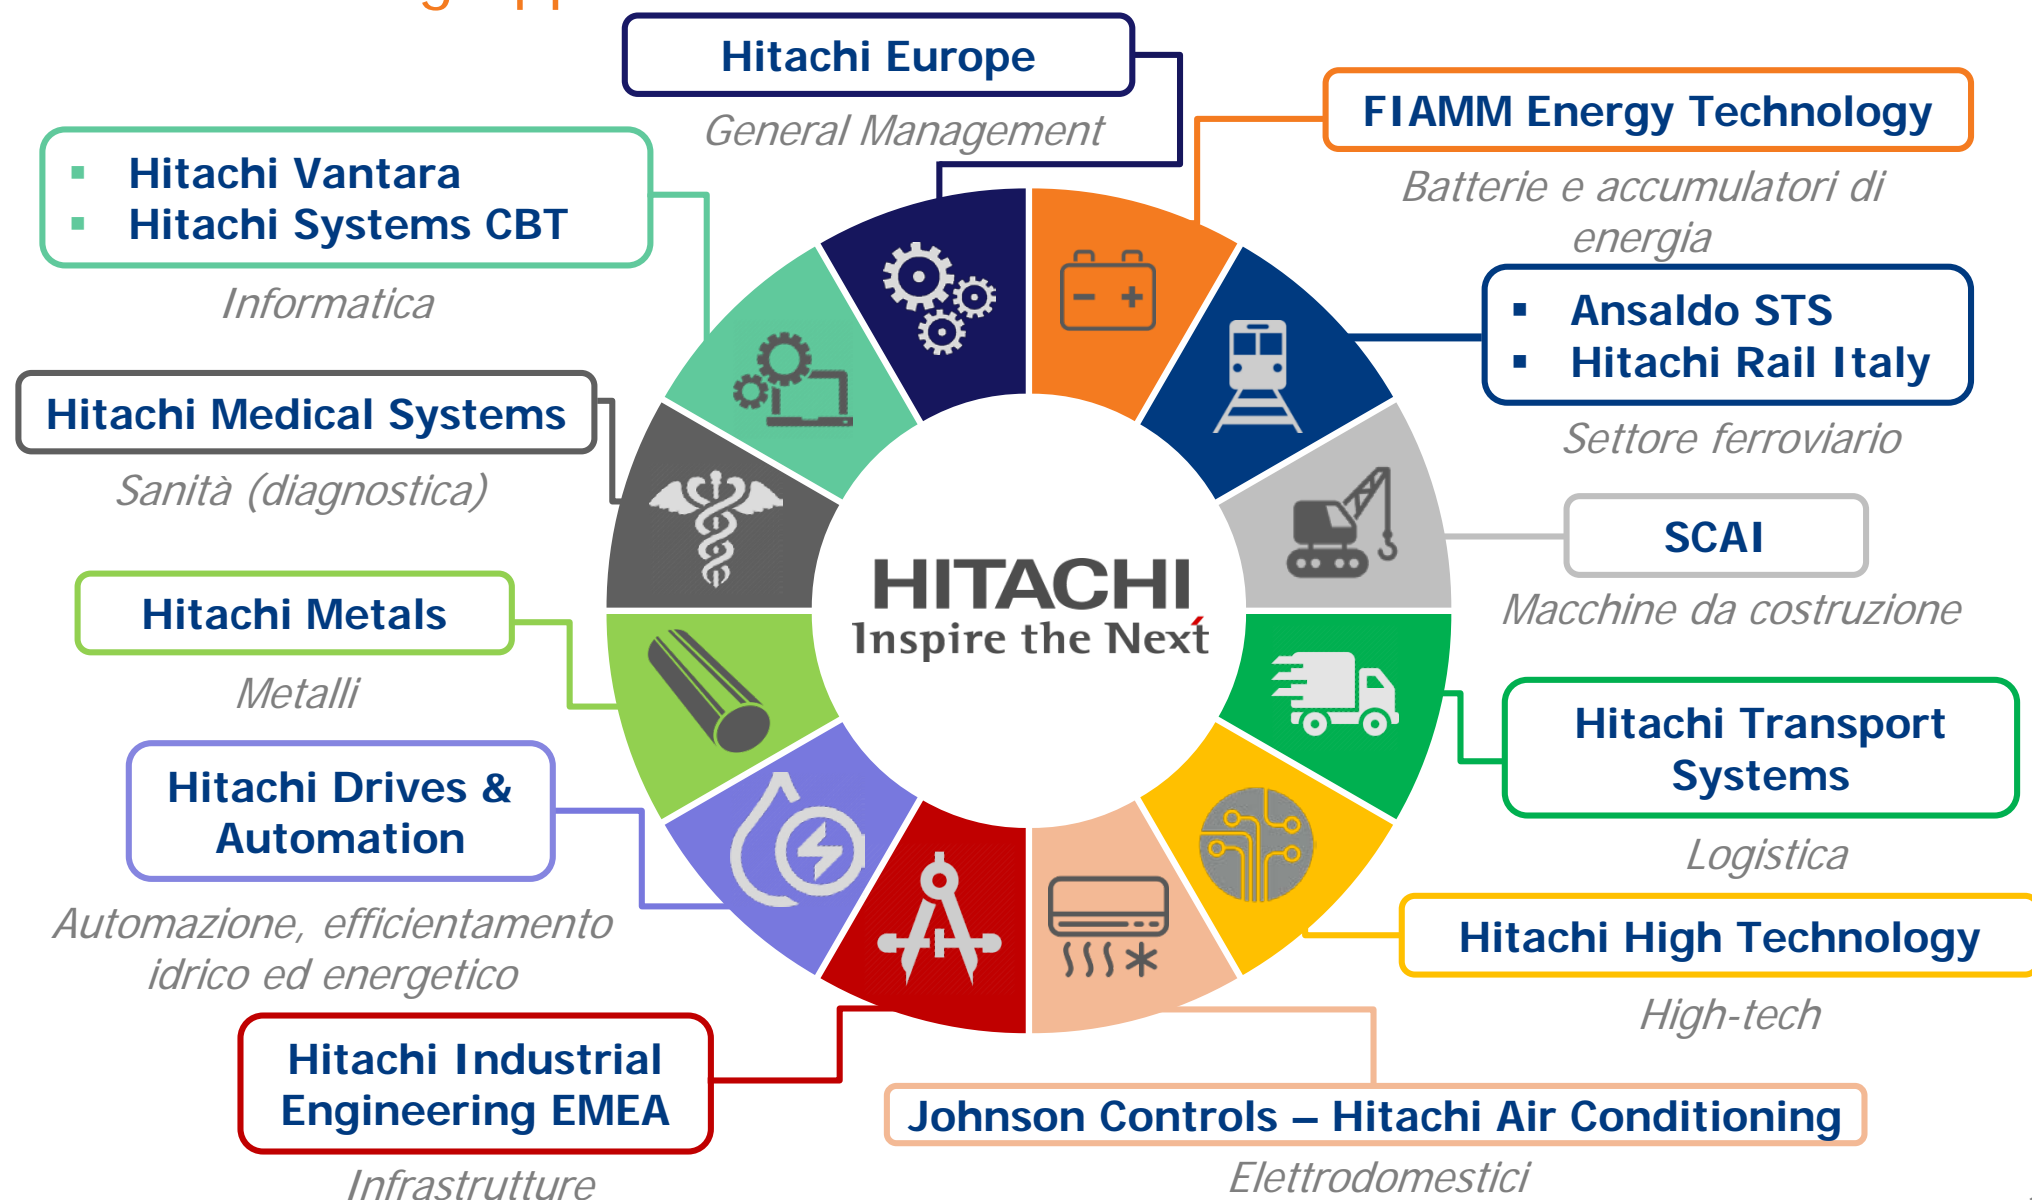 Hitachi Europe
General Management
FIAMM Energy Technology
Batterie e accumulatori di
energia
▪ Hitachi Vantara
▪ Hitachi Systems CBT
Informatica
▪ Ansaldo STS
▪ Hitachi Rail Italy
Settore ferroviario
Hitachi Medical Systems
Sanità (diagnostica)
SCAI
Macchine da costruzione
HITACHI
Inspire the Next
Hitachi Metals
Metalli
Hitachi Transport
Systems
Logistica
Hitachi Drives &
Automation
Automazione, efficientamento
idrico ed energetico
Hitachi High Technology
High-tech
Hitachi Industrial
Engineering EMEA
Infrastrutture
Johnson Controls – Hitachi Air Conditioning
Elettrodomestici